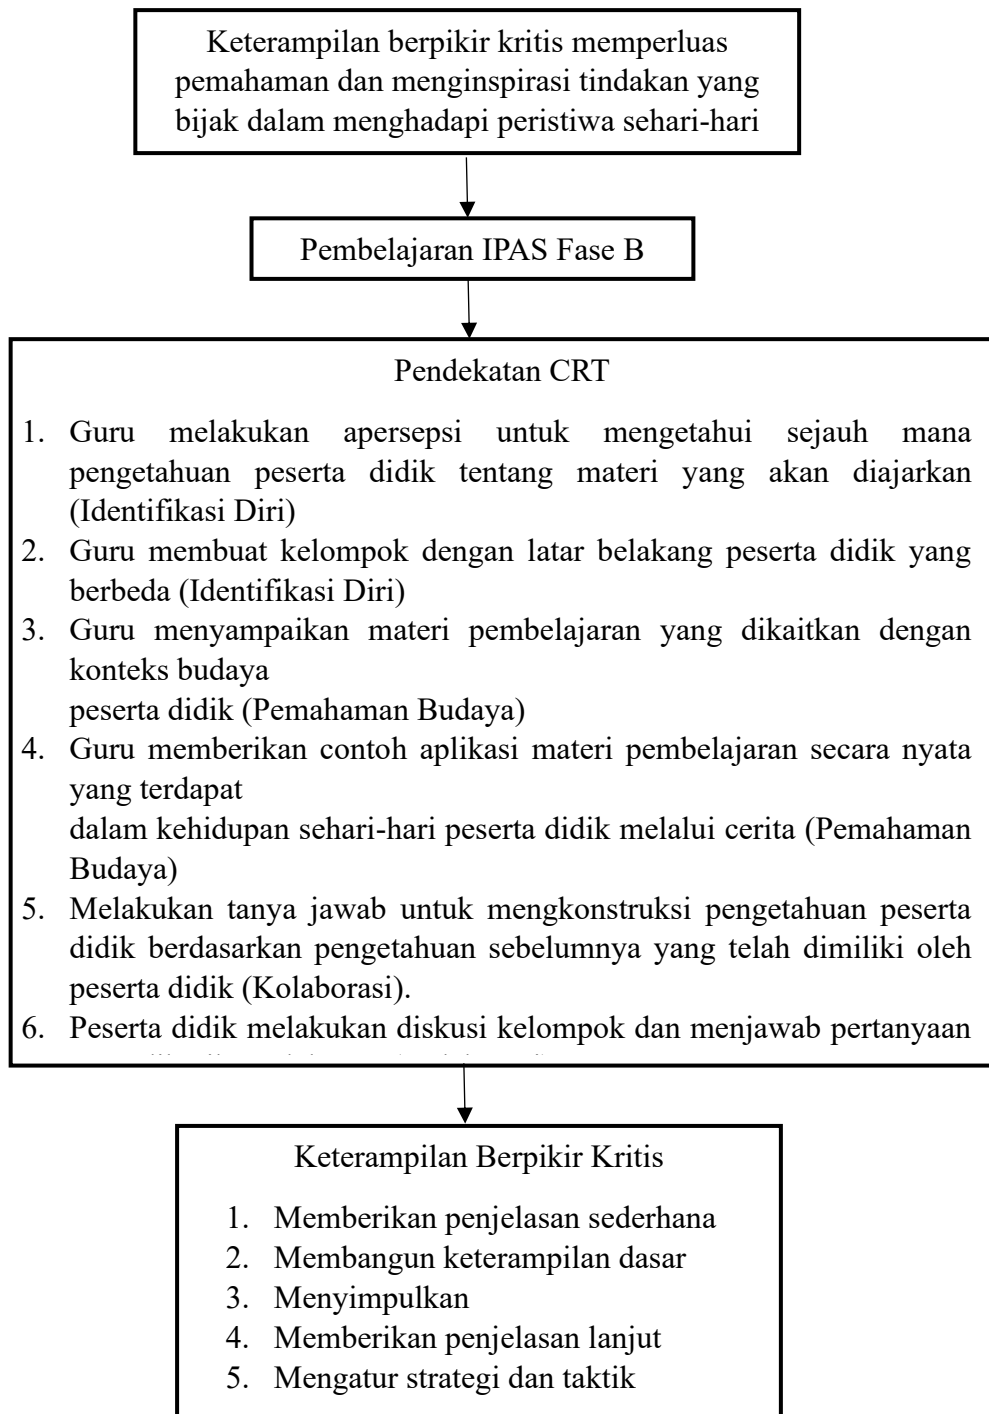 Keterampilan berpikir kritis memperluas
pemahaman dan menginspirasi tindakan yang
bijak dalam menghadapi peristiwa sehari-hari
Pembelajaran IPAS Fase B
Pendekatan CRT
1. Guru melakukan apersepsi untuk mengetahui sejauh mana
pengetahuan peserta didik tentang materi yang akan diajarkan
(Identifikasi Diri)
2. Guru membuat kelompok dengan latar belakang peserta didik yang
berbeda (Identifikasi Diri)
3. Guru menyampaikan materi pembelajaran yang dikaitkan dengan
konteks budaya
peserta didik (Pemahaman Budaya)
4. Guru memberikan contoh aplikasi materi pembelajaran secara nyata
yang terdapat
dalam kehidupan sehari-hari peserta didik melalui cerita (Pemahaman
Budaya)
5. Melakukan tanya jawab untuk mengkonstruksi pengetahuan peserta
didik berdasarkan pengetahuan sebelumnya yang telah dimiliki oleh
peserta didik (Kolaborasi).
6. Peserta didik melakukan diskusi kelompok dan menjawab pertanyaan
Keterampilan Berpikir Kritis
1. Memberikan penjelasan sederhana
2. Membangun keterampilan dasar
3. Menyimpulkan
4. Memberikan penjelasan lanjut
5. Mengatur strategi dan taktik